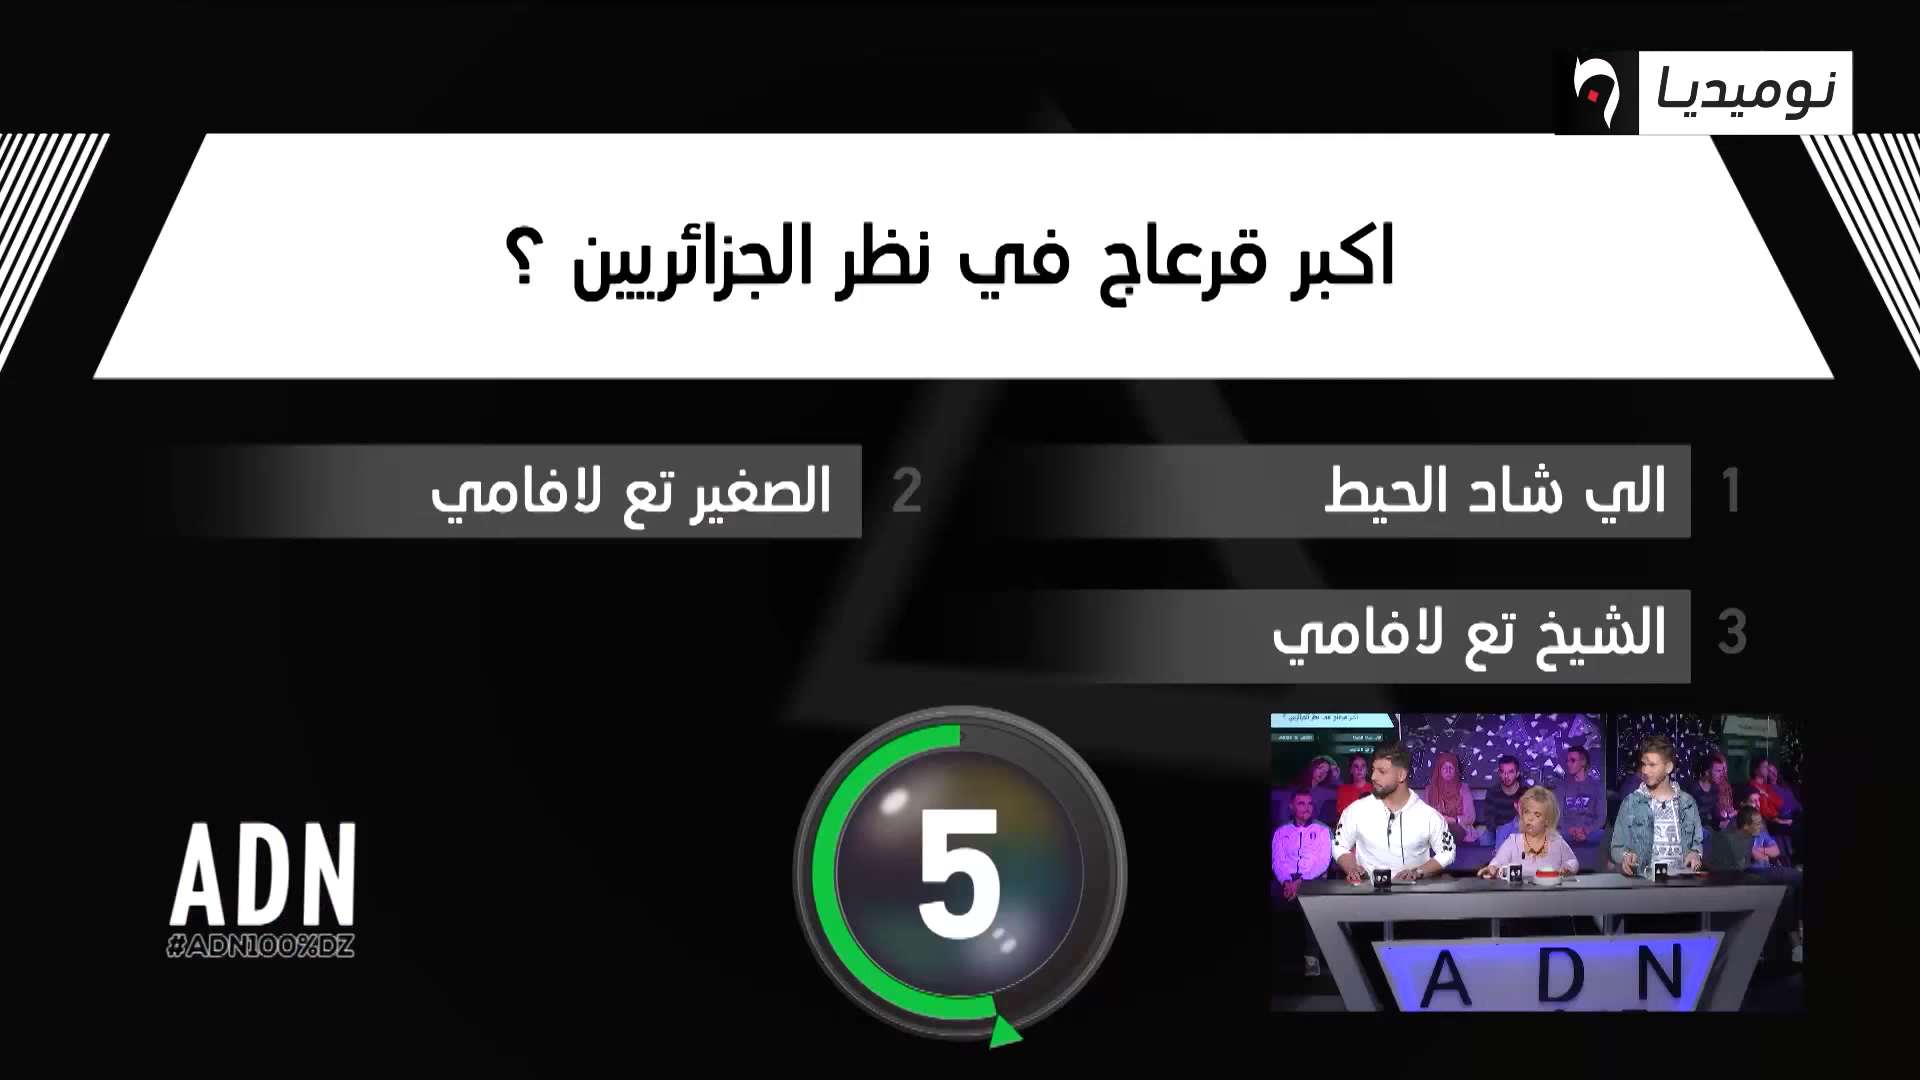 نوميديا
اكبر قرعاج في نظر الجزائريين ؟
1 الي شاد الحيط
2 الصغير تع لافامي
3 الشيخ تع لافامي
5
ADN
#ADN100%DZ
A D N